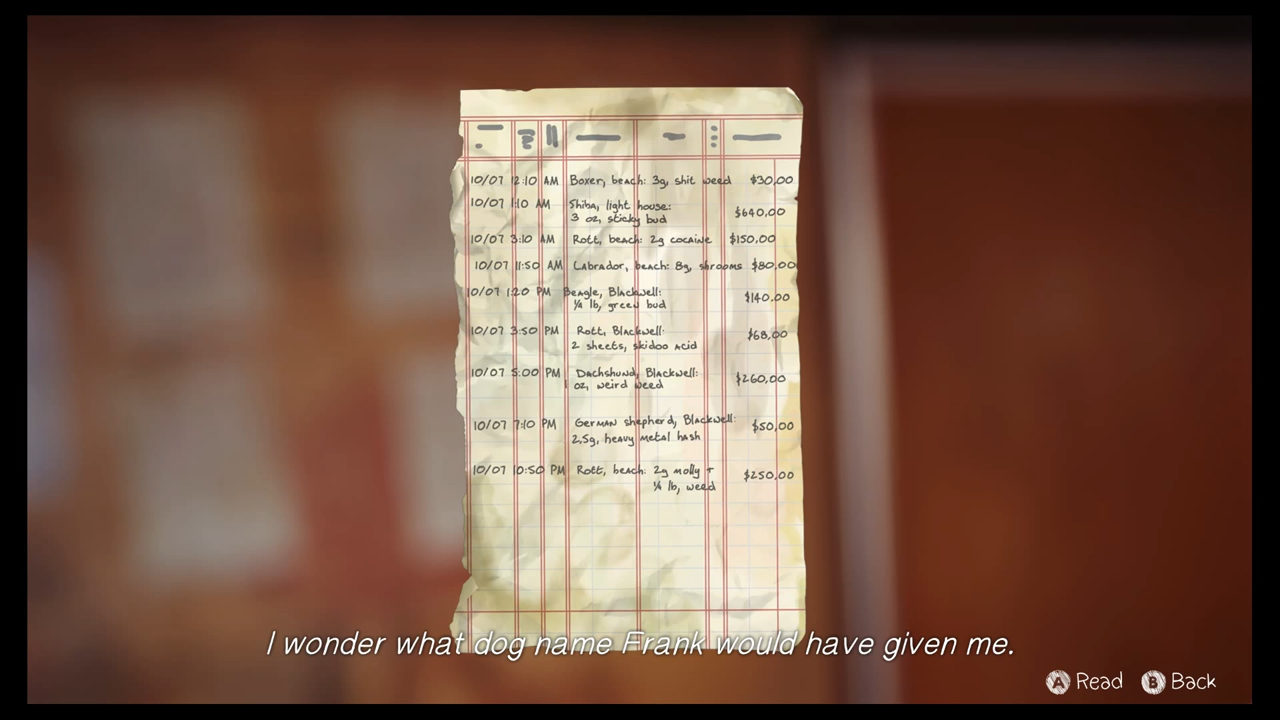 10/07 12:10 AM Boxer, beach: 3g, shit weed $30,00
10/07 1:10 AM Shiba, light house: $640,00
3 oz, sticky bud
10/07 3:10 AM Rott, beach: 2g cocaine $150,00
10/07 11:50 AM Labrador, beach: 8g, shrooms $80,00
10/07 1:20 PM Beagle, Blackwell: $140.00
¼ lb, green bud
10/07 3:50 PM Rott, Blackwell: $68,00
2 sheets, skidoo Acid
10/07 5:00 PM Dachshund, Blackwell: $260,00
1 oz, weird weed
10/07 7:10 PM German shepherd, Blackwell: $50,00
2,5g, heavy metal hash
10/07 10:50 PM Rott, beach: 2g molly + $250,00
¼ lb, weed
I wonder what dog name Frank would have given me.
A Read B Back